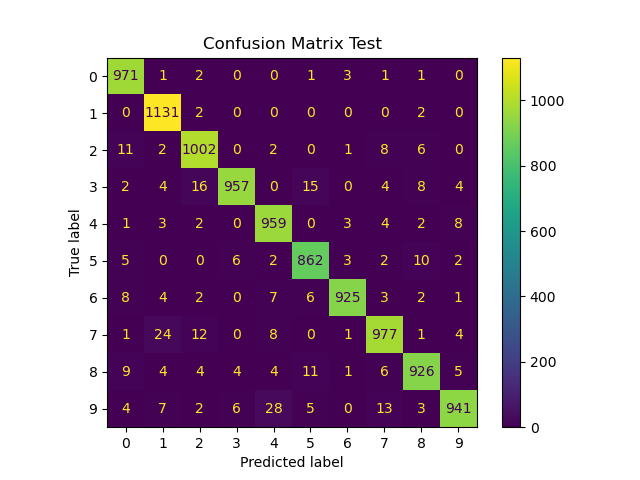 Confusion Matrix Test
0 971 1 2 0 0 1 3 1 1 0
1 0 1131 2 0 0 0 0 0 2 0
2 11 2 1002 0 2 0 1 8 6 0
3 2 4 16 957 0 15 0 4 8 4
4 1 3 2 0 959 0 3 4 2 8
5 5 0 0 6 2 862 3 2 10 2
6 8 4 2 0 7 6 925 3 2 1
7 1 24 12 0 8 0 1 977 1 4
8 9 4 4 4 4 11 1 6 926 5
9 4 7 2 6 28 5 0 13 3 941
0 1 2 3 4 5 6 7 8 9
Predicted label
True label
1000
800
600
400
200
0